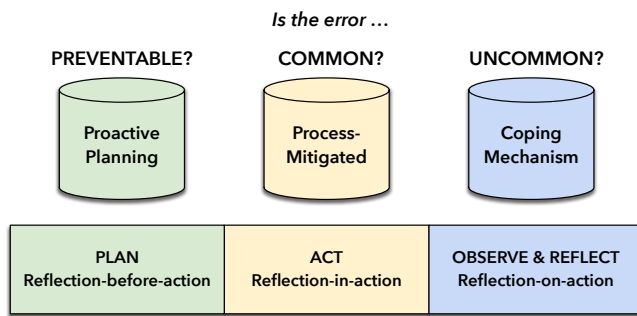 Is the error ...
PREVENTABLE?
COMMON?
UNCOMMON?
Proactive
Planning
Process-
Mitigated
Coping
Mechanism
PLAN
Reflection-before-action
ACT
Reflection-in-action
OBSERVE & REFLECT
Reflection-on-action